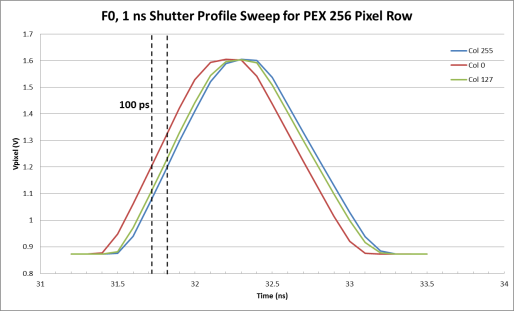 F0, 1 ns Shutter Profile Sweep for PEX 256 Pixel Row
1.7
1.6
1.5
1.4
1.3
1.2
1.1
1
0.9
0.8
Vpixel (V)
100 ps
Col 255
Col 0
Col 127
31
31.5
32
32.5
33
33.5
34
Time (ns)